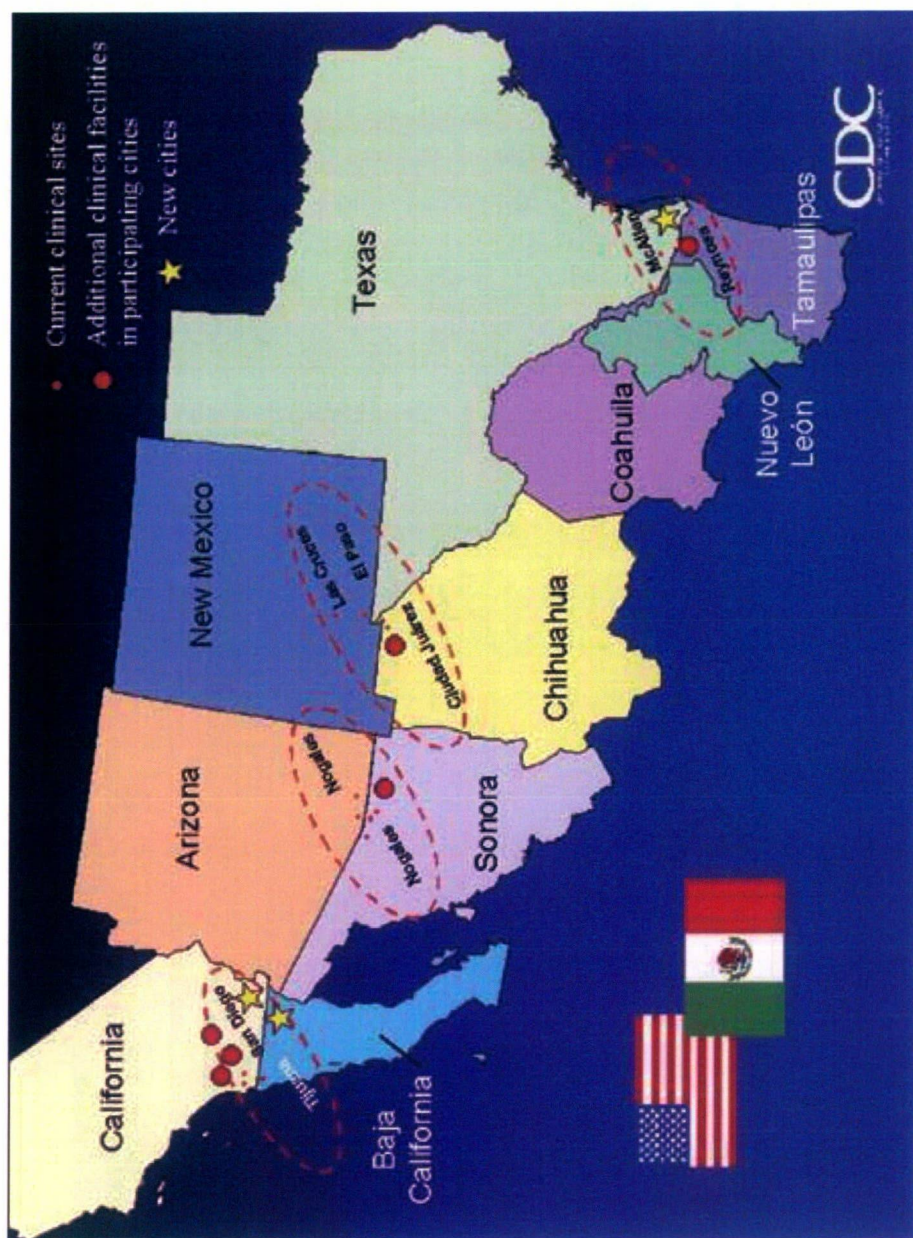 Current clinical sites
Additional clinical facilities
in participating cities
New cities
California
Arizona
New Mexico
Texas
San Diego
Tijuana
Nogales
Nogales
Las Cruces
El Paso
Ciudad Juárez
McAllen
Reynosa
Baja
California
Sonora
Chihuahua
Coahuila
Nuevo
León
Tamaulipas
CDC